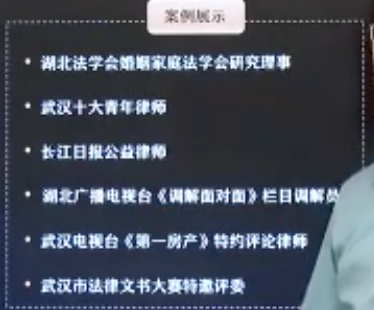 案例展示
• 湖北法学会婚姻家庭法学会研究理事
• 武汉十大青年律师
• 长江日报公益律师
• 湖北广播电视台《调解面对面》栏目调解员
• 武汉电视台《第一房产》特约评论律师
• 武汉市法律文书大赛特邀评委